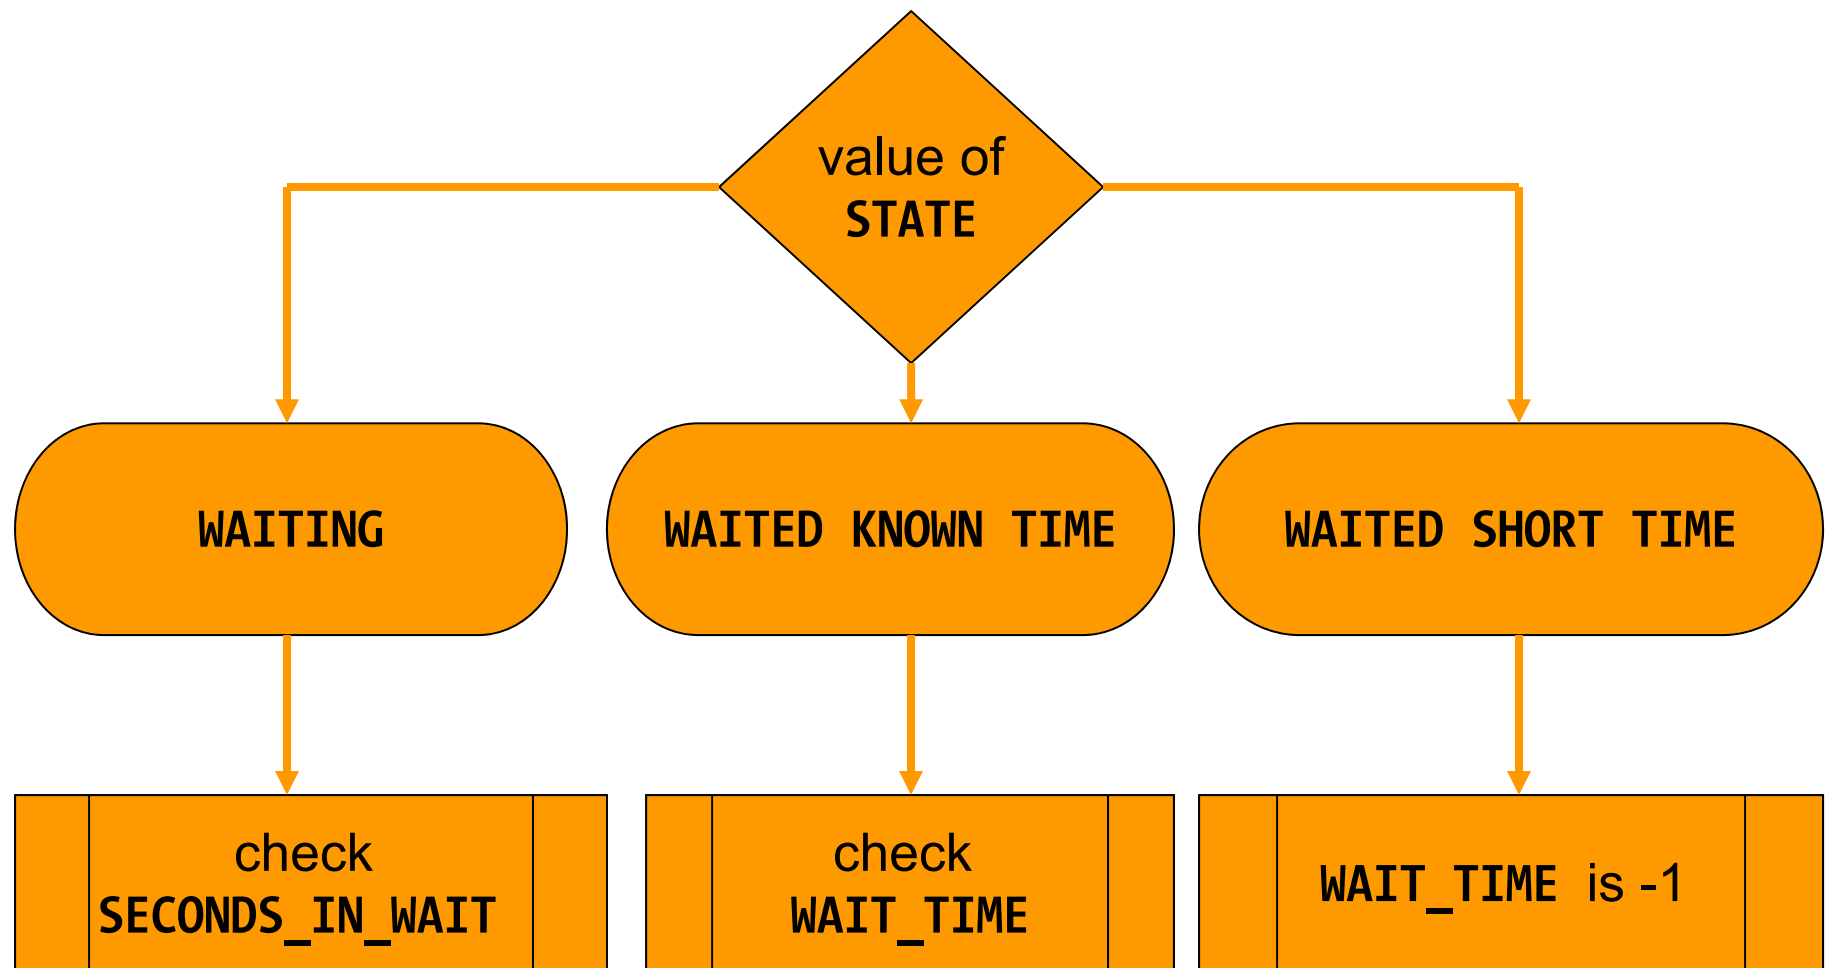 value of
STATE
WAITING
WAITED KNOWN TIME
WAITED SHORT TIME
check
SECONDS_IN_WAIT
check
WAIT_TIME
WAIT_TIME is -1